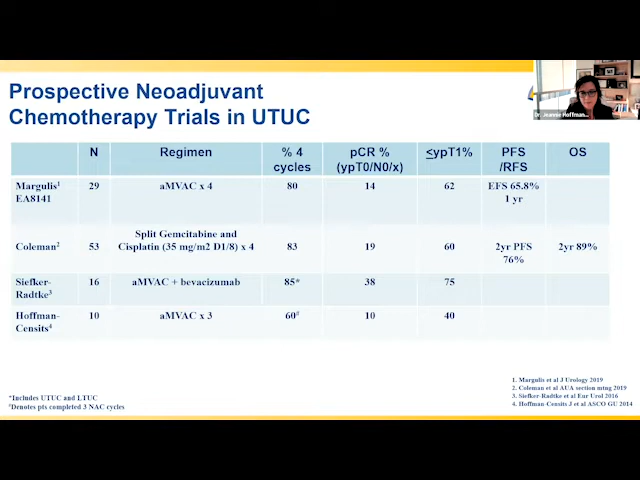 Prospective Neoadjuvant
Chemotherapy Trials in UTUC
Dr. Jeannie Hoffman...
N Regimen % 4 cycles pCR % (ypT0/N0/x) <ypT1% PFS /RFS OS
Margulis1 EA8141 29 aMVAC x 4 80 14 62 EFS 65.8% 1 yr
Coleman2 53 Split Gemcitabine and Cisplatin (35 mg/m2 D1/8) x 4 83 19 60 2yr PFS 76% 2yr 89%
Siefker-Radtke3 16 aMVAC + bevacizumab 85* 38 75
Hoffman-Censits4 10 aMVAC x 3 60# 10 40
*Includes UTUC and LTUC
#Denotes pts completed 3 NAC cycles
1. Margulis et al J Urology 2019
2. Coleman et al AUA section mtng 2019
3. Siefker-Radtke et al Eur Urol 2016
4. Hoffman-Censits J et al ASCO GU 2014